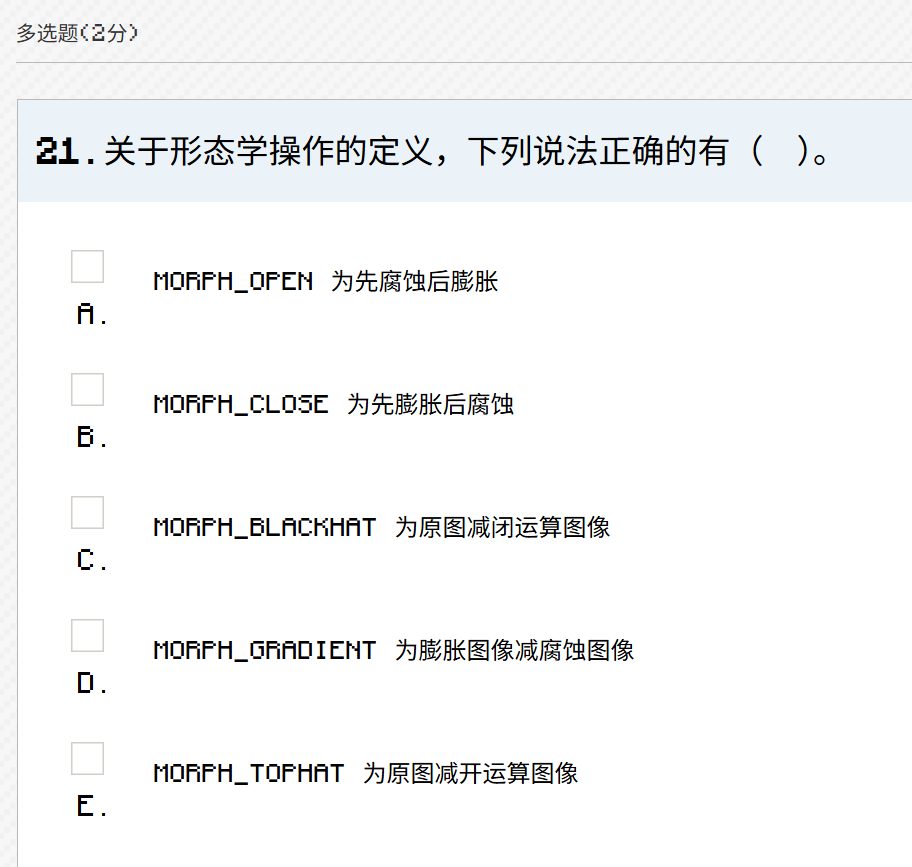 多选题(2分)
21.关于形态学操作的定义，下列说法正确的有（　）。
MORPH_OPEN 为先腐蚀后膨胀
A.
MORPH_CLOSE 为先膨胀后腐蚀
B.
MORPH_BLACKHAT 为原图减闭运算图像
C.
MORPH_GRADIENT 为膨胀图像减腐蚀图像
D.
MORPH_TOPHAT 为原图减开运算图像
E.